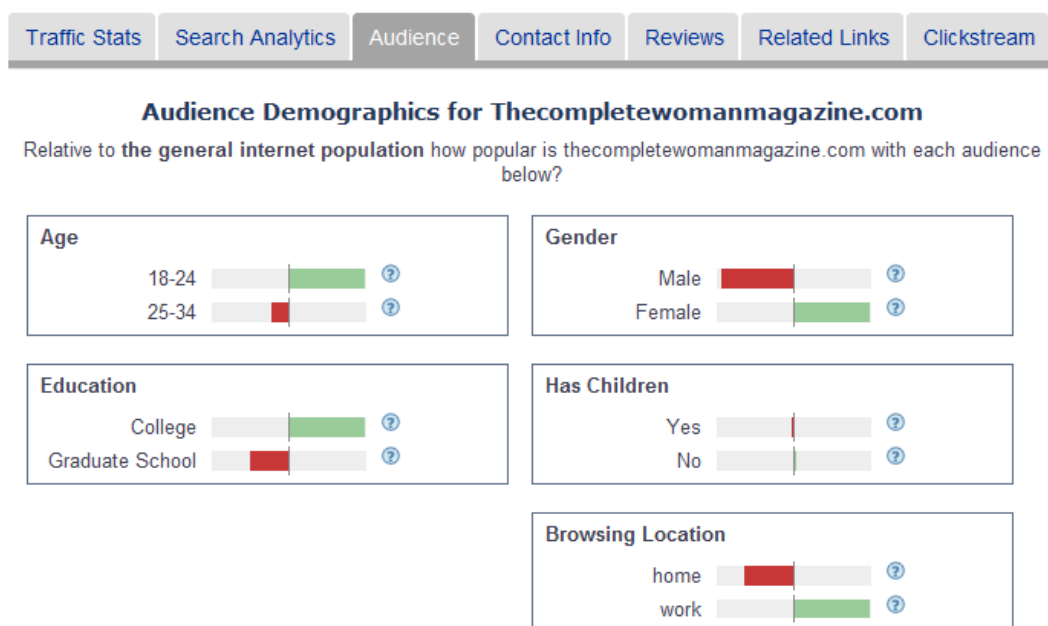 Traffic Stats Search Analytics Audience Contact Info Reviews Related Links Clickstream
Audience Demographics for Thecompletewomanmagazine.com
Relative to the general internet population how popular is thecompletewomanmagazine.com with each audience
below?
Age
18-24 ?
25-34 ?
Gender
Male ?
Female ?
Education
College ?
Graduate School ?
Has Children
Yes ?
No ?
Browsing Location
home ?
work ?